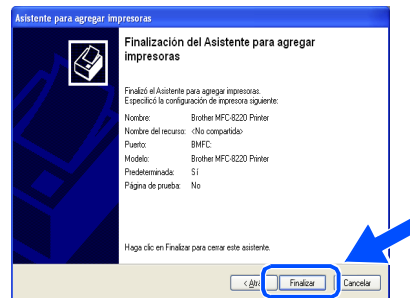 Asistente para agregar impresoras
Finalización del Asistente para agregar
impresoras
Finalizó el Asistente para agregar impresoras.
Especificó la configuración de impresora siguiente:
Nombre: Brother MFC-8220 Printer
Nombre del recurso: <No compartida>
Puerto: BMFC:
Modelo: Brother MFC-8220 Printer
Predeterminada: Sí
Página de prueba: No
Haga clic en Finalizar para cerrar este asistente.
Finalizar Cancelar